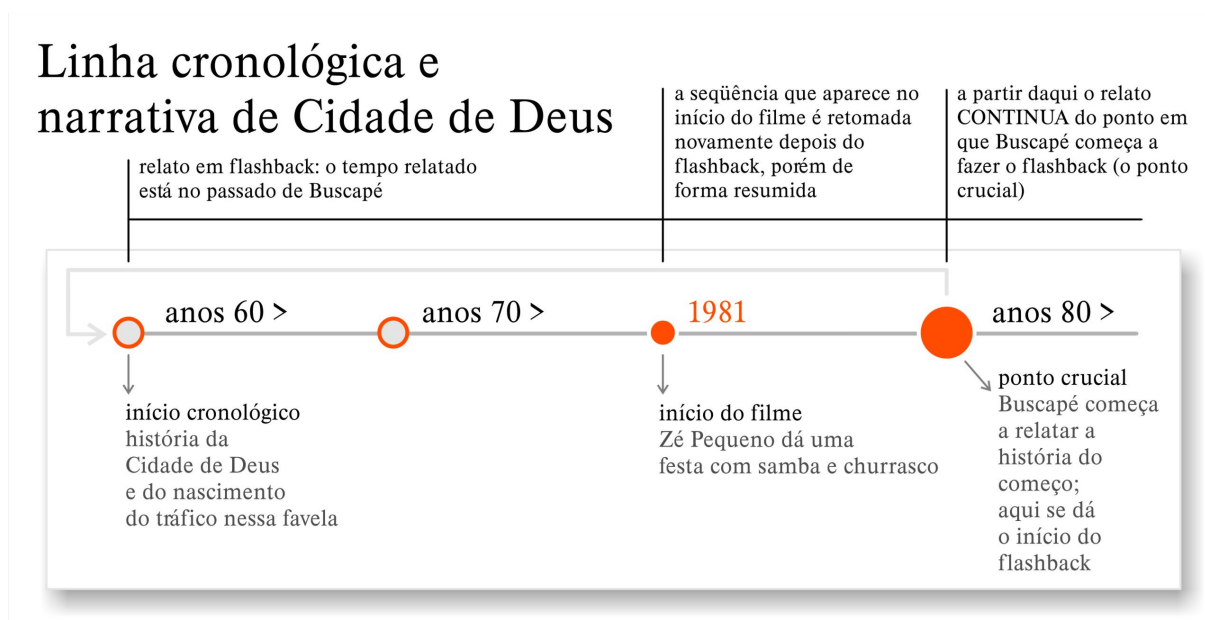 Linha cronológica e
narrativa de Cidade de Deus
relato em flashback: o tempo relatado
está no passado de Buscapé
a seqüência que aparece no
início do filme é retomada
novamente depois do
flashback, porém de
forma resumida
a partir daqui o relato
CONTINUA do ponto em
que Buscapé começa a
fazer o flashback (o ponto
crucial)
anos 60 >
anos 70 >
1981
anos 80 >
início cronológico
história da
Cidade de Deus
e do nascimento
do tráfico nessa favela
início do filme
Zé Pequeno dá uma
festa com samba e churrasco
ponto crucial
Buscapé começa
a relatar a
história do
começo;
aqui se dá
o início do
flashback